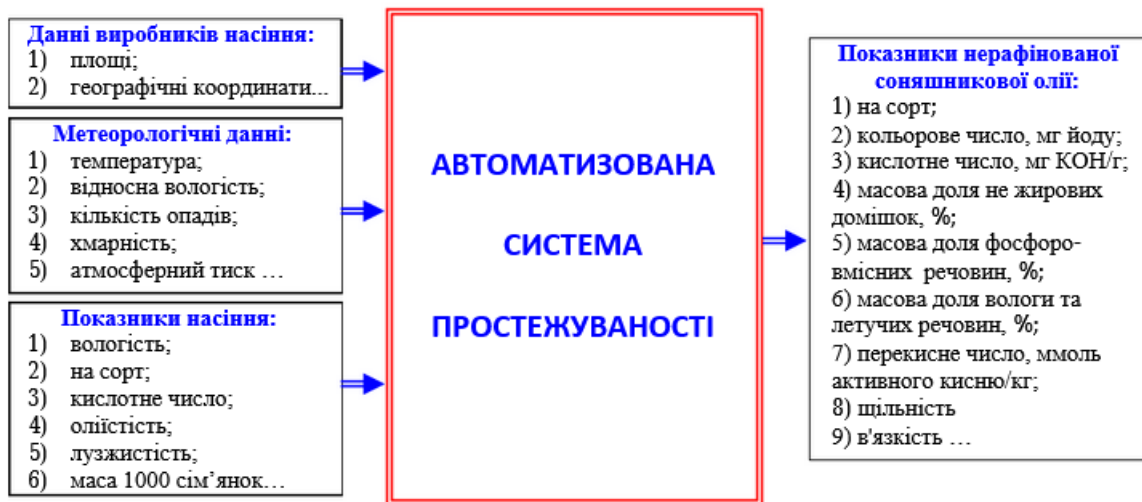 Данні виробників насіння:
1) площі;
2) географічні координати...
Метеорологічні данні:
1) температура;
2) відносна вологість;
3) кількість опадів;
4) хмарність;
5) атмосферний тиск …
Показники насіння:
1) вологість;
2) на сорт;
3) кислотне число;
4) оліїстість;
5) лузжистість;
6) маса 1000 сім’янок…
АВТОМАТИЗОВАНА
СИСТЕМА
ПРОСТЕЖУВАНОСТІ
Показники нерафінованої
соняшникової олії:
1) на сорт;
2) кольорове число, мг йоду;
3) кислотне число, мг КОН/г;
4) масова доля не жирових
домішок, %;
5) масова доля фосфоро-
вмісних речовин, %;
6) масова доля вологи та
летучих речовин, %;
7) перекисне число, ммоль
активного кисню/кг;
8) щільність
9) в'язкість …